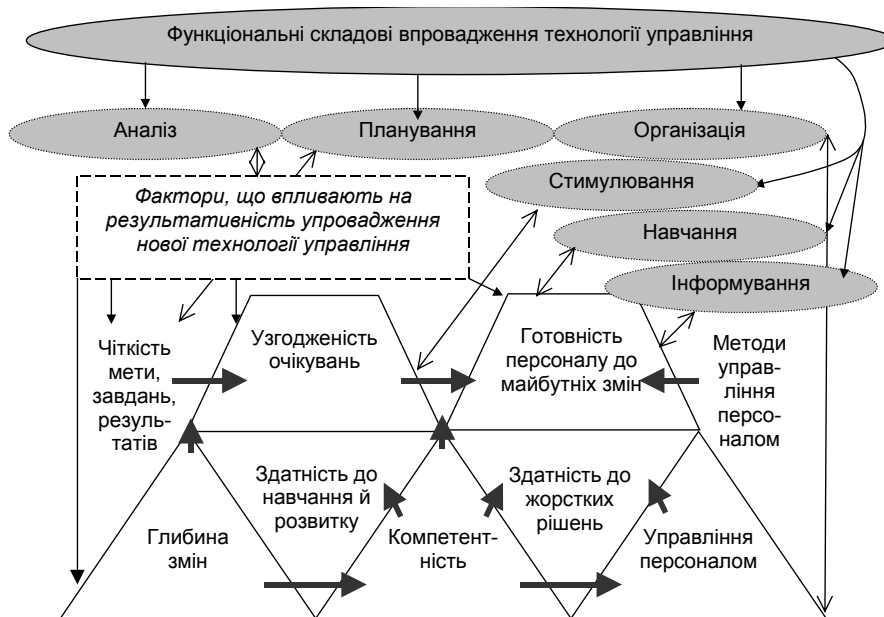 Функціональні складові впровадження технології управління
Аналіз
Планування
Організація
Стимулювання
Навчання
Інформування
Фактори, що впливають на
результативність упровадження
нової технології управління
Чіткість
мети,
завдань,
резуль-
татів
Узгодженість
очікувань
Готовність
персоналу до
майбутніх змін
Методи
управ-
ління
персо-
налом
Глибина
змін
Здатність до
навчання й
розвитку
Компетент-
ність
Здатність до
жорстких
рішень
Управління
персоналом